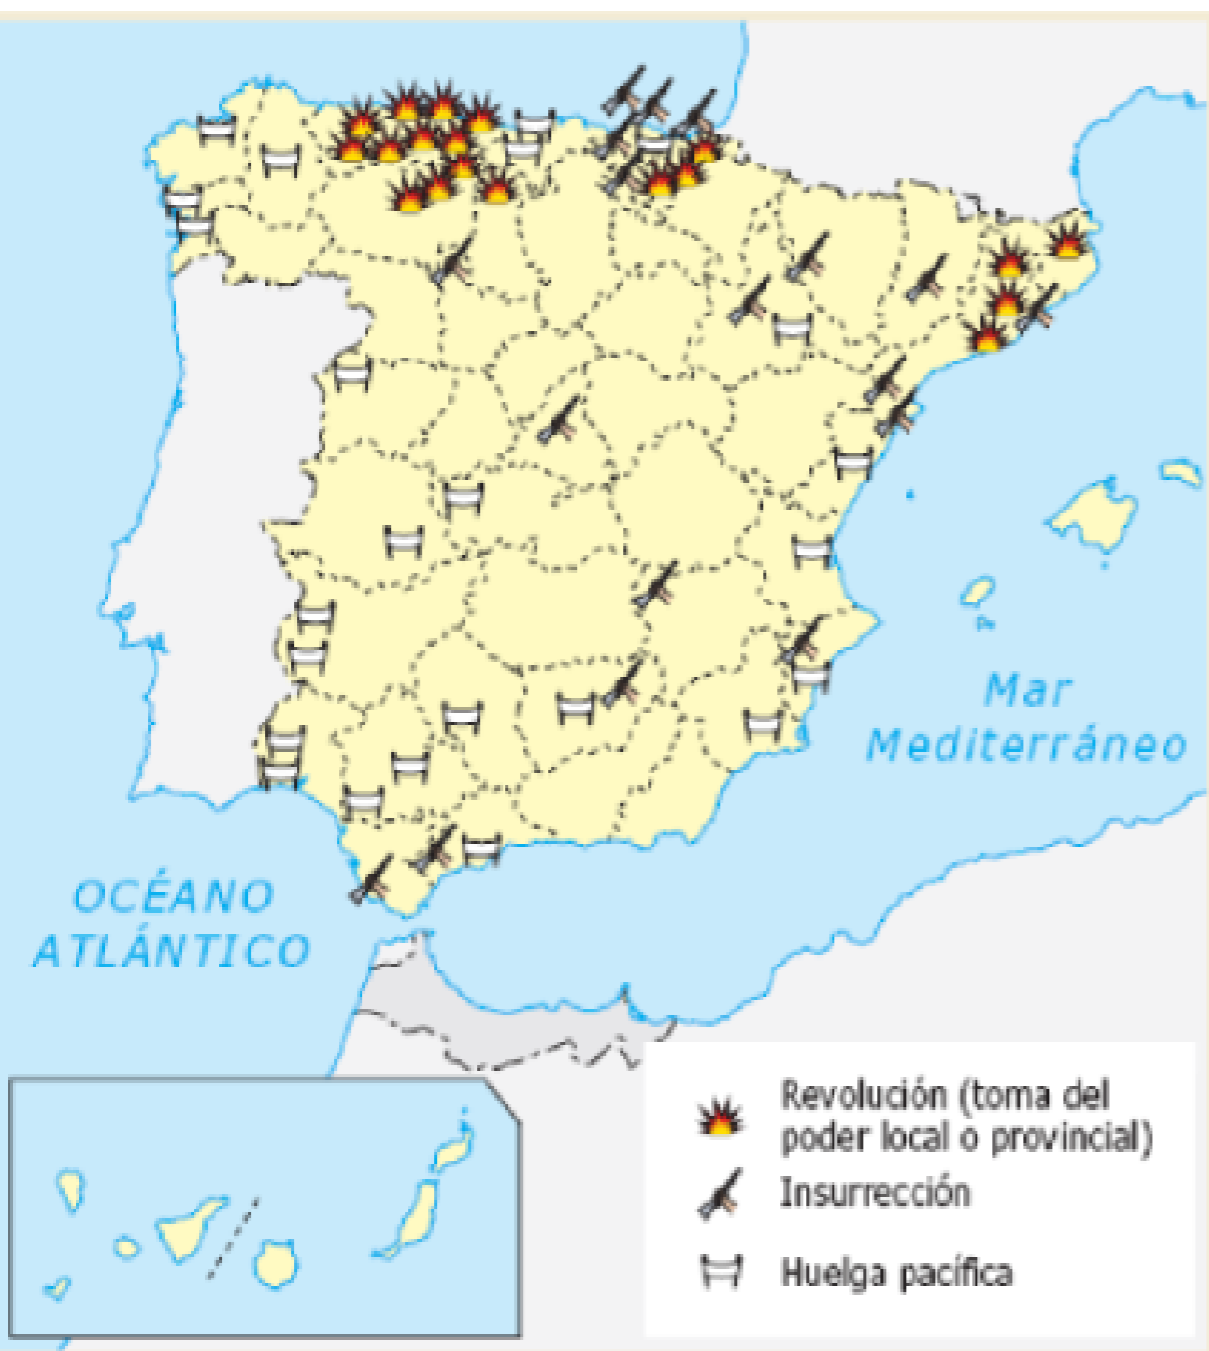 Mar
Mediterráneo
OCÉANO
ATLÁNTICO
Revolución (toma del
poder local o provincial)
Insurrección
Huelga pacífica